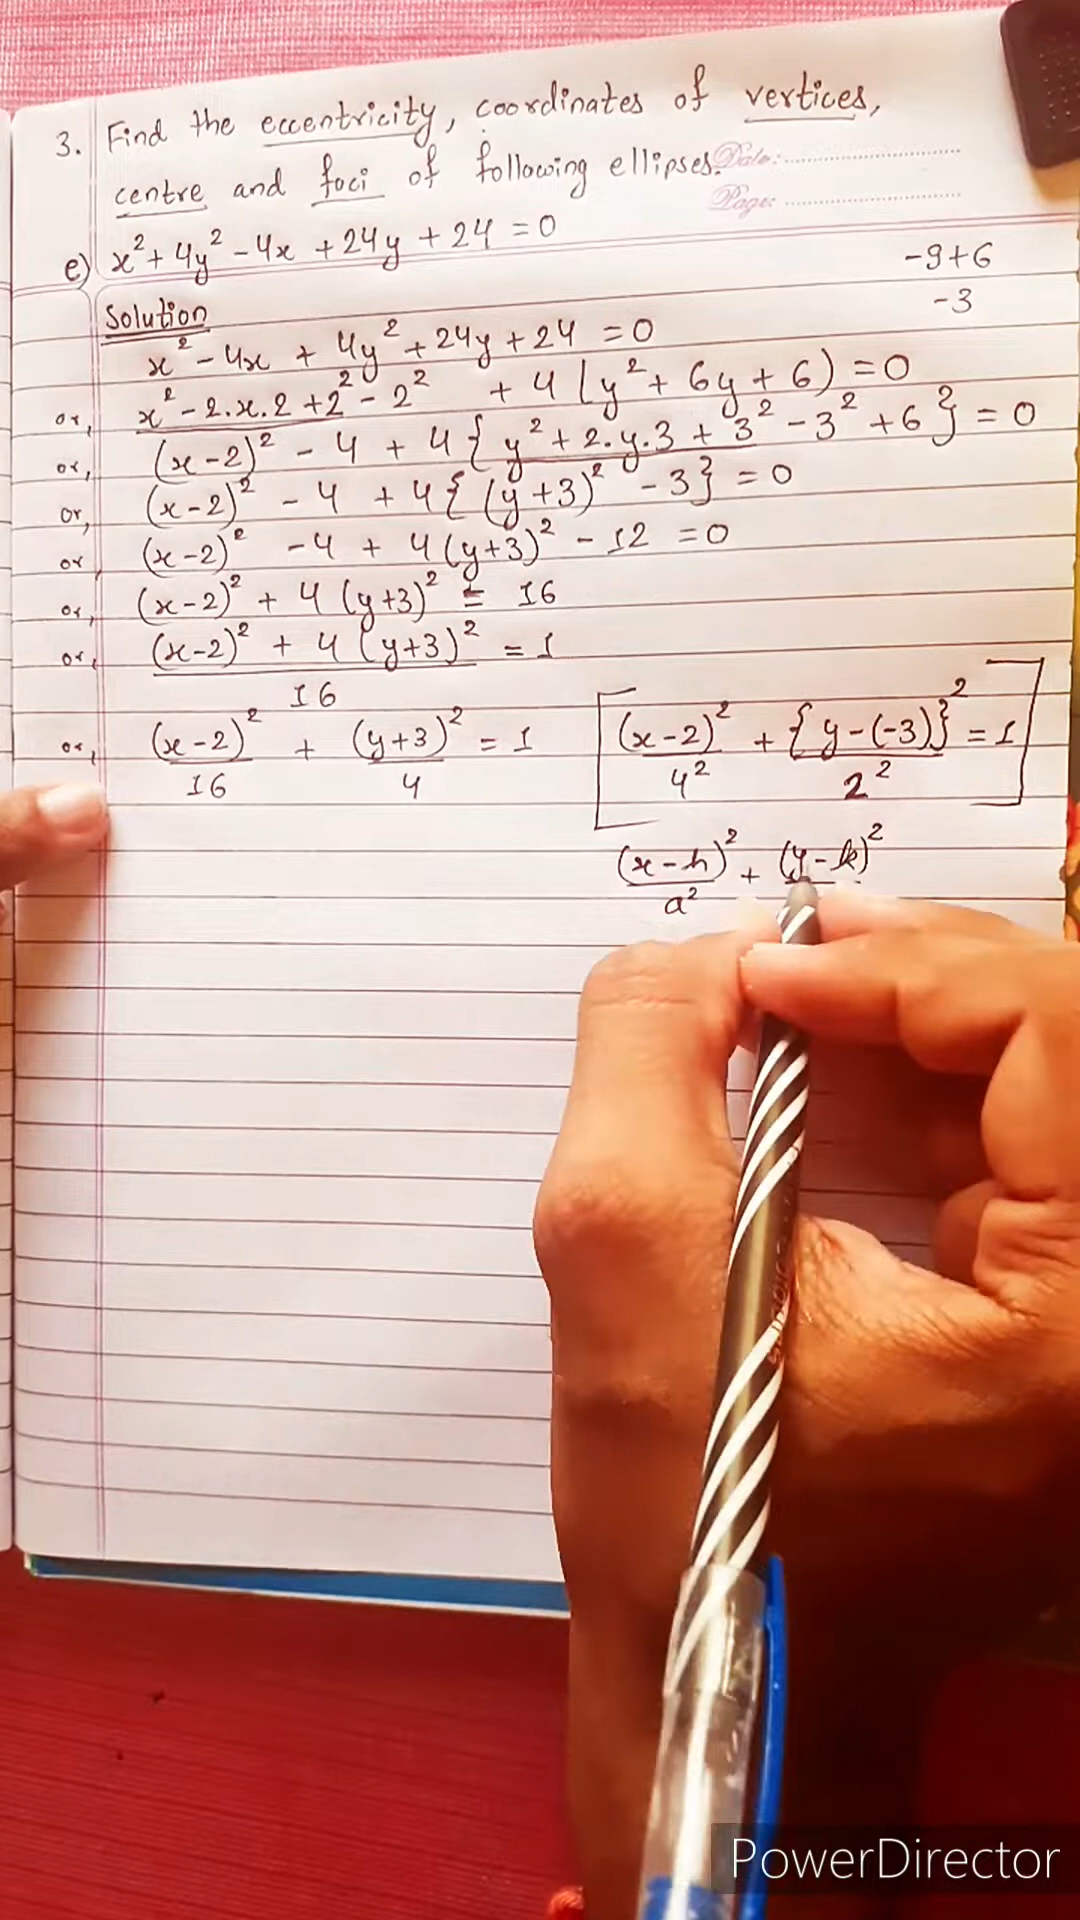 3. Find the eccentricity, coordinates of vertices,
centre and foci of following ellipses.
Date:
Page:
e) x² + 4y² - 4x + 24y + 24 = 0
-9+6
-3
Solution
x² - 4x + 4y² + 24y + 24 = 0
or, x² - 2.x.2 + 2² - 2² + 4(y² + 6y + 6) = 0
or, (x-2)² - 4 + 4{y² + 2.y.3 + 3² - 3² + 6} = 0
or, (x-2)² - 4 + 4{(y+3)² - 3} = 0
or, (x-2)² - 4 + 4(y+3)² - 12 = 0
or, (x-2)² + 4(y+3)² = 16
or, (x-2)² + 4(y+3)² = 1
16
or, (x-2)² + (y+3)² = 1
16 4
(x-2)² + {y-(-3)}² = 1
4² 2²
(x-h)² + (y-k)²
a²
PowerDirector